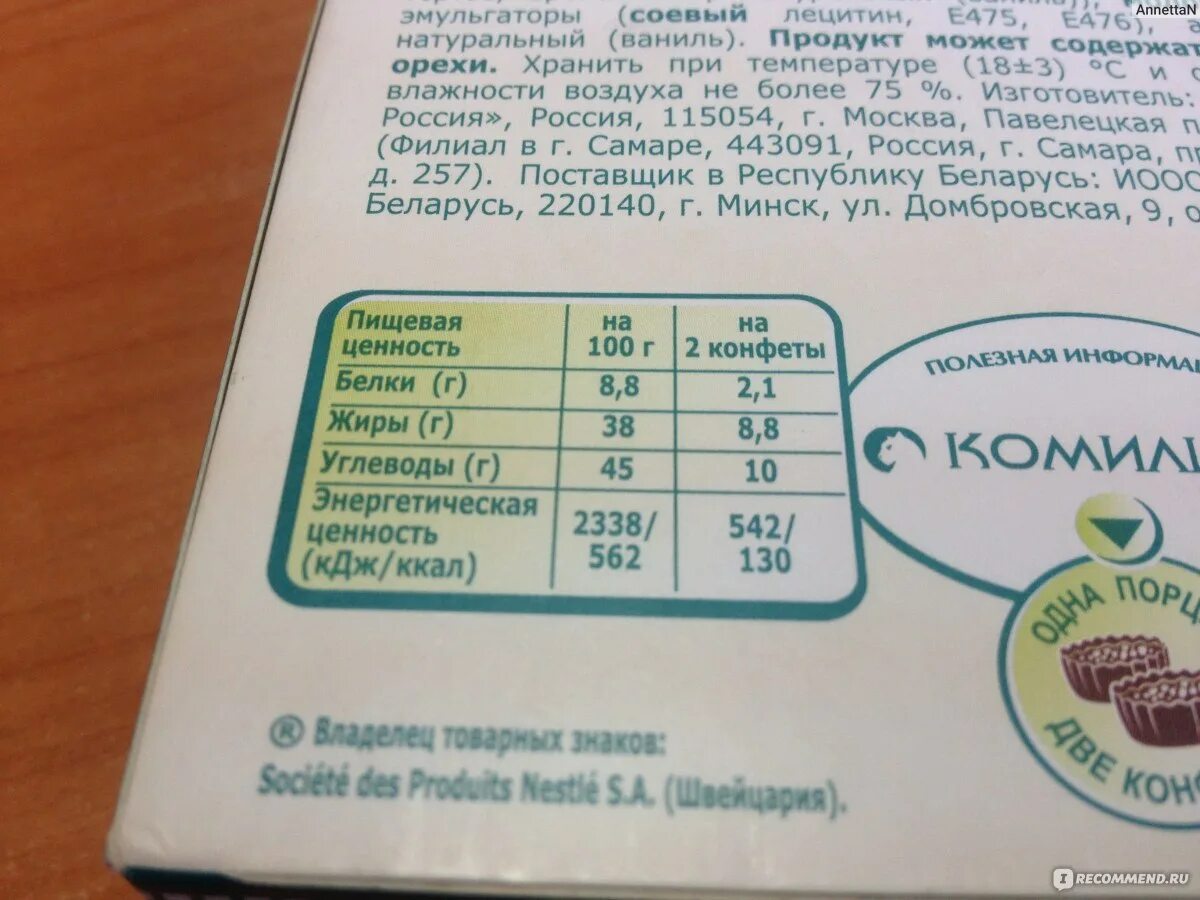 AnnettaN
эмульгаторы (соевый лецитин, Е475, Е476),
натуральный (ваниль). Продукт может содержат
орехи. Хранить при температуре (18±3) °С и
влажности воздуха не более 75 %. Изготовитель:
Россия», Россия, 115054, г. Москва, Павелецкая п
(Филиал в г. Самаре, 443091, Россия, г. Самара, пр
д. 257). Поставщик в Республику Беларусь: ИООО
Беларусь, 220140, г. Минск, ул. Домбровская, 9, о
Пищевая ценность на 100 г на 2 конфеты
Белки (г) 8,8 2,1
Жиры (г) 38 8,8
Углеводы (г) 45 10
Энергетическая ценность (кДж/ккал) 2338/562 542/130
ПОЛЕЗНАЯ ИНФОРМАЦ
КОМИЛЬ
ОДНА ПОРЦ
ДВЕ КОН
® Владелец товарных знаков:
Société des Produits Nestlé S.A. (Швейцария).
IRECOMMEND.RU